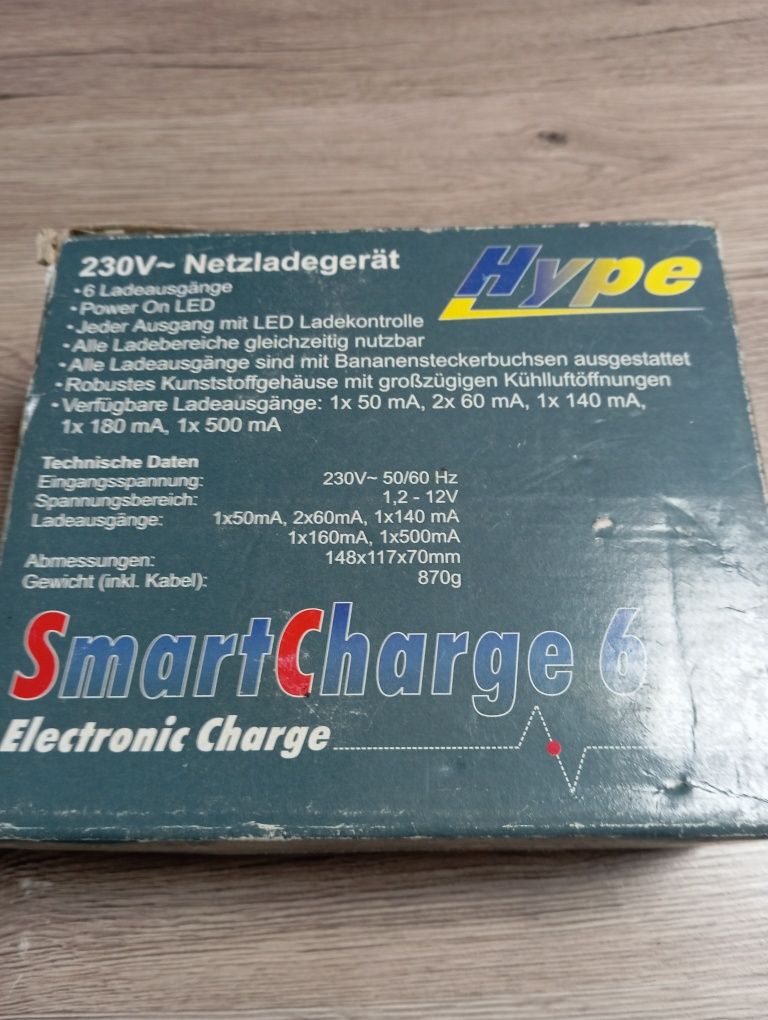 230V~ Netzladegerät
Hype
•6 Ladeausgänge
•Power On LED
•Jeder Ausgang mit LED Ladekontrolle
•Alle Ladebereiche gleichzeitig nutzbar
•Alle Ladeausgänge sind mit Bananensteckerbuchsen ausgestattet
•Robustes Kunststoffgehäuse mit großzügigen Kühlluftöffnungen
•Verfügbare Ladeausgänge: 1x 50 mA, 2x 60 mA, 1x 140 mA,
1x 180 mA, 1x 500 mA
Technische Daten
Eingangsspannung: 230V~ 50/60 Hz
Spannungsbereich: 1,2 - 12V
Ladeausgänge: 1x50mA, 2x60mA, 1x140 mA
1x160mA, 1x500mA
Abmessungen: 148x117x70mm
Gewicht (inkl. Kabel): 870g
SmartCharge 6
Electronic Charge